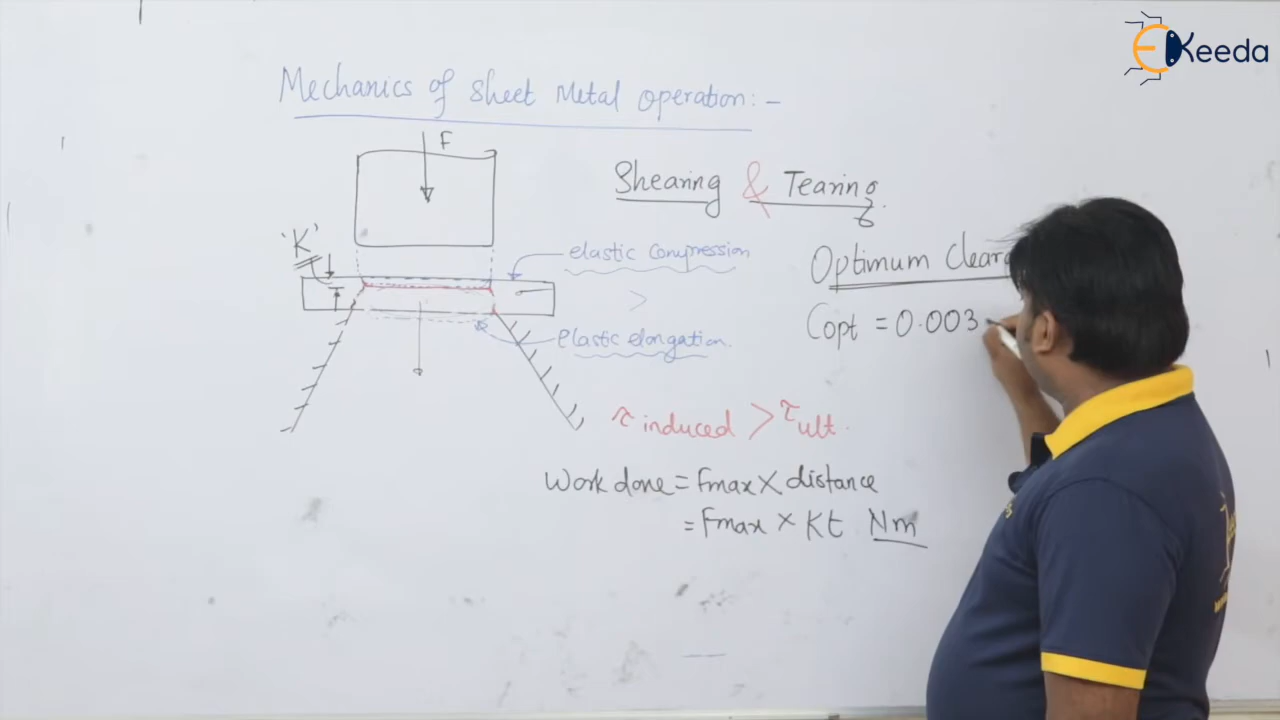 EKeeda
Mechanics of Sheet Metal operation:-
F
Shearing & Tearing
'K'
elastic compression
>
Optimum Clear
Copt = 0.003
elastic elongation.
τ induced > τult.
Work done = Fmax X distance
= Fmax X Kt Nm